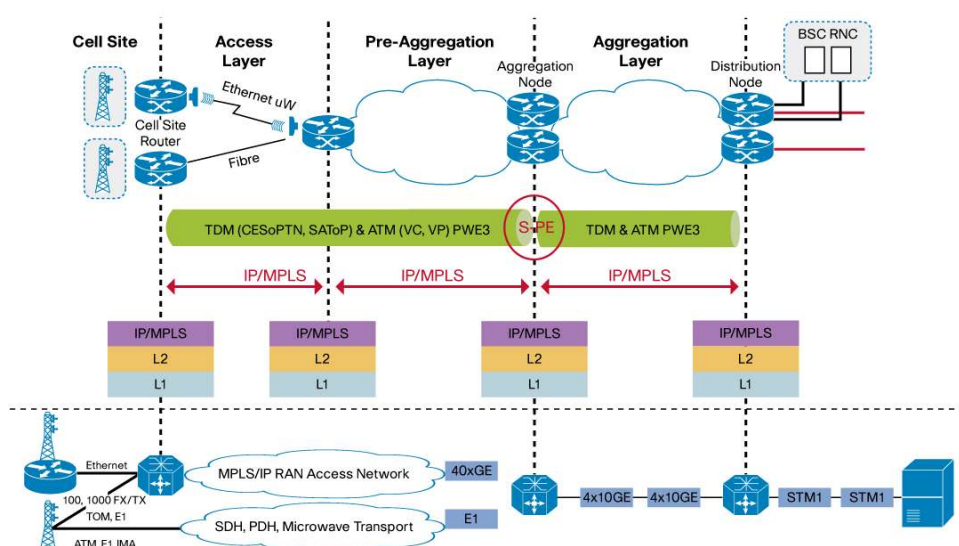 Cell Site
Access
Layer
Pre-Aggregation
Layer
Aggregation
Node
Aggregation
Layer
Distribution
Node
BSC RNC
Ethernet uW
Cell Site
Router
Fibre
TDM (CESoPTN, SAToP) & ATM (VC, VP) PWE3
S-PE
TDM & ATM PWE3
IP/MPLS
IP/MPLS
IP/MPLS
IP/MPLS
L2
L1
IP/MPLS
L2
L1
IP/MPLS
L2
L1
IP/MPLS
L2
L1
Ethernet
100, 1000 FX/TX
TOM, E1
ATM, E1 IMA
MPLS/IP RAN Access Network
40xGE
SDH, PDH, Microwave Transport
E1
4x10GE
4x10GE
STM1
STM1